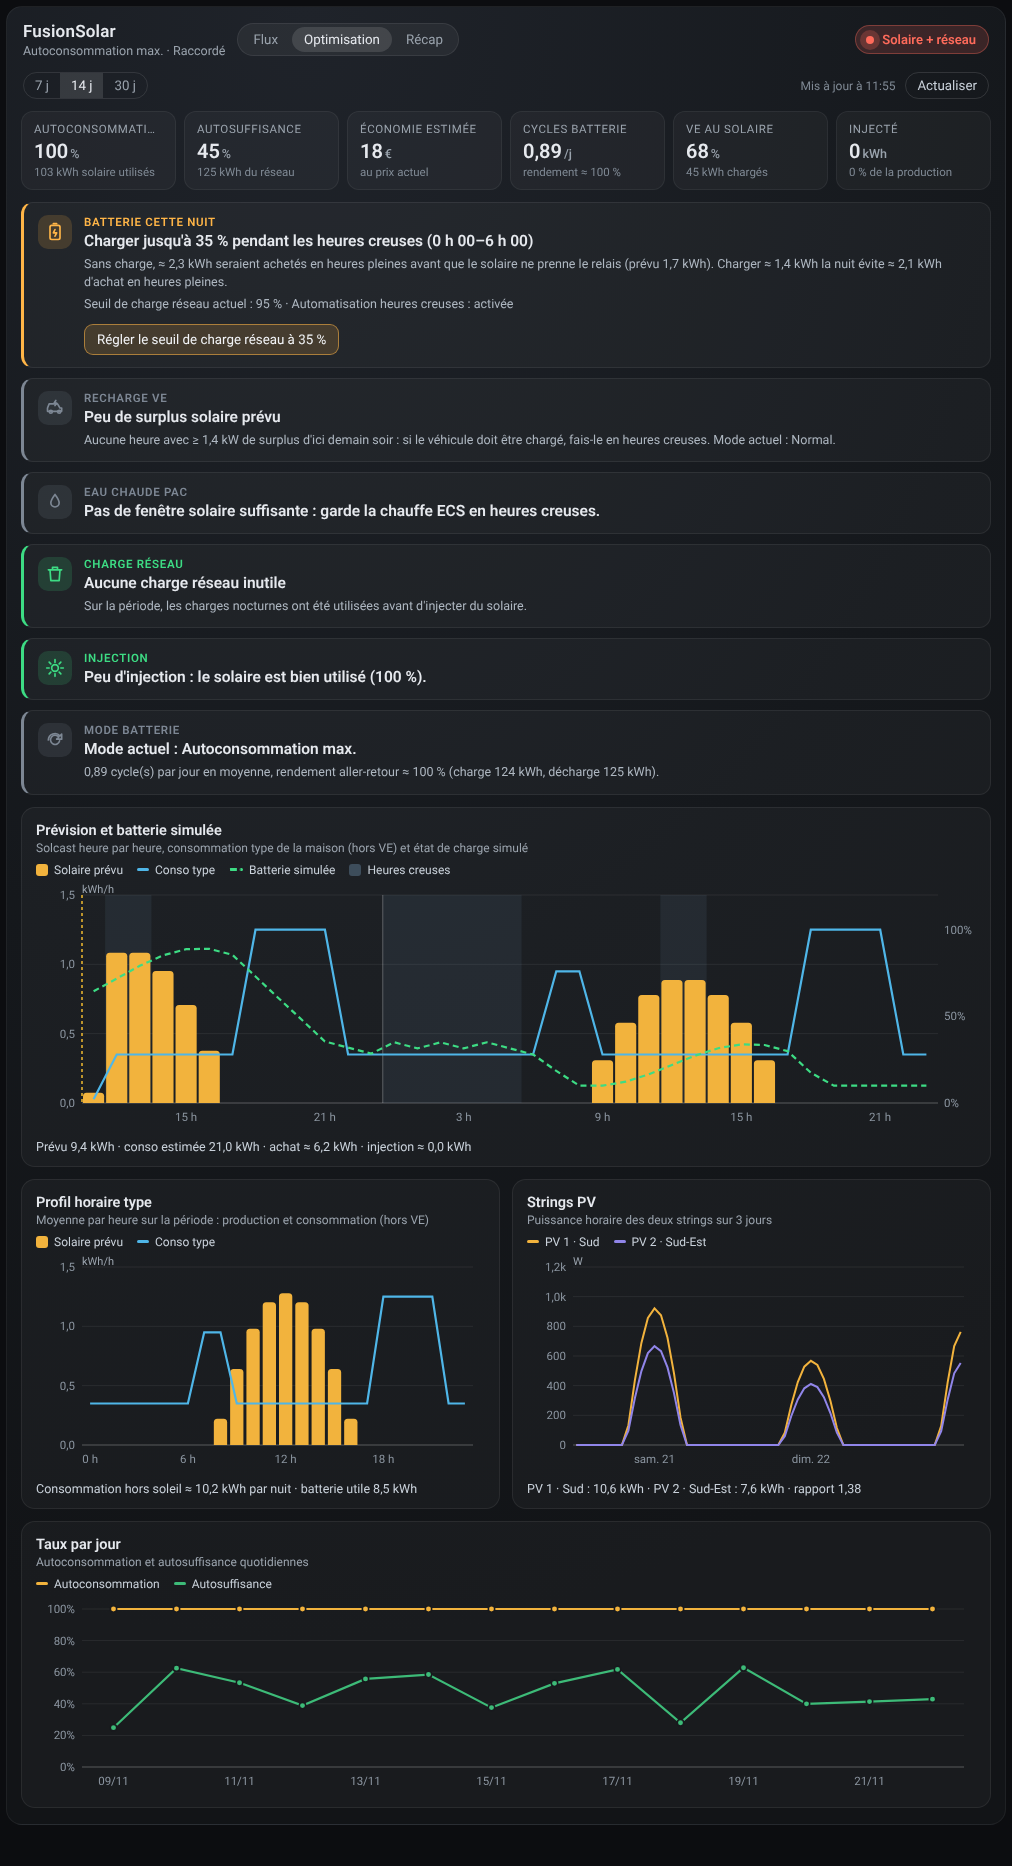 FusionSolar
Autoconsommation max. · Raccordé
Flux
Optimisation
Récap
Solaire + réseau
7 j
14 j
30 j
Mis à jour à 11:55
Actualiser
AUTOCONSOMMATI…
100 %
103 kWh solaire utilisés
AUTOSUFFISANCE
45 %
125 kWh du réseau
ÉCONOMIE ESTIMÉE
18 €
au prix actuel
CYCLES BATTERIE
0,89 /j
rendement ≈ 100 %
VE AU SOLAIRE
68 %
45 kWh chargés
INJECTÉ
0 kWh
0 % de la production
BATTERIE CETTE NUIT
Charger jusqu'à 35 % pendant les heures creuses (0 h 00–6 h 00)
Sans charge, ≈ 2,3 kWh seraient achetés en heures pleines avant que le solaire ne prenne le relais (prévu 1,7 kWh). Charger ≈ 1,4 kWh la nuit évite ≈ 2,1 kWh
d'achat en heures pleines.
Seuil de charge réseau actuel : 95 % · Automatisation heures creuses : activée
Régler le seuil de charge réseau à 35 %
RECHARGE VE
Peu de surplus solaire prévu
Aucune heure avec ≥ 1,4 kW de surplus d'ici demain soir : si le véhicule doit être chargé, fais-le en heures creuses. Mode actuel : Normal.
EAU CHAUDE PAC
Pas de fenêtre solaire suffisante : garde la chauffe ECS en heures creuses.
CHARGE RÉSEAU
Aucune charge réseau inutile
Sur la période, les charges nocturnes ont été utilisées avant d'injecter du solaire.
INJECTION
Peu d'injection : le solaire est bien utilisé (100 %).
MODE BATTERIE
Mode actuel : Autoconsommation max.
0,89 cycle(s) par jour en moyenne, rendement aller-retour ≈ 100 % (charge 124 kWh, décharge 125 kWh).
Prévision et batterie simulée
Solcast heure par heure, consommation type de la maison (hors VE) et état de charge simulé
Solaire prévu
Conso type
Batterie simulée
Heures creuses
kWh/h
1,5
1,0
0,5
0,0
100%
50%
0%
15 h
21 h
3 h
9 h
15 h
21 h
Prévu 9,4 kWh · conso estimée 21,0 kWh · achat ≈ 6,2 kWh · injection ≈ 0,0 kWh
Profil horaire type
Moyenne par heure sur la période : production et consommation (hors VE)
Solaire prévu
Conso type
kWh/h
1,5
1,0
0,5
0,0
0 h
6 h
12 h
18 h
Consommation hors soleil ≈ 10,2 kWh par nuit · batterie utile 8,5 kWh
Strings PV
Puissance horaire des deux strings sur 3 jours
PV 1 · Sud
PV 2 · Sud-Est
W
1,2k
1,0k
800
600
400
200
0
sam. 21
dim. 22
PV 1 · Sud : 10,6 kWh · PV 2 · Sud-Est : 7,6 kWh · rapport 1,38
Taux par jour
Autoconsommation et autosuffisance quotidiennes
Autoconsommation
Autosuffisance
100%
80%
60%
40%
20%
0%
09/11
11/11
13/11
15/11
17/11
19/11
21/11